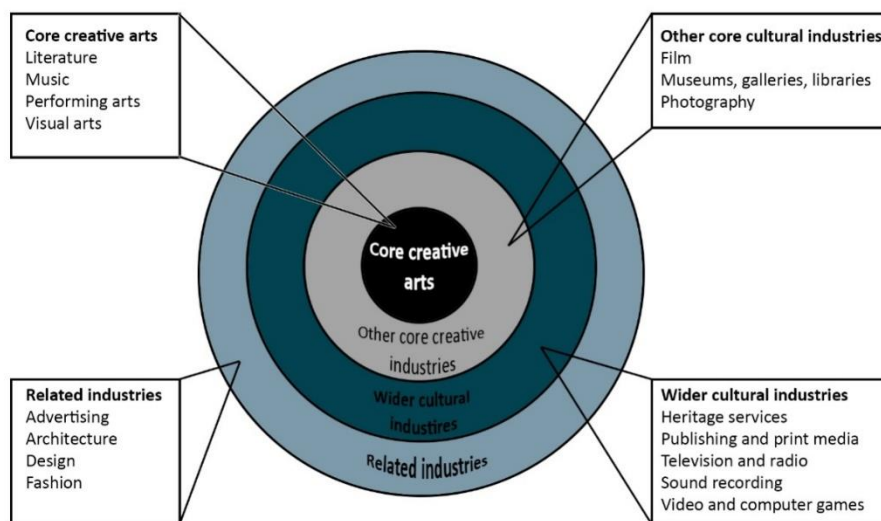 Core creative arts
Literature
Music
Performing arts
Visual arts
Other core cultural industries
Film
Museums, galleries, libraries
Photography
Core creative
arts
Other core creative
industries
Wider cultural
industires
Related industries
Related industries
Advertising
Architecture
Design
Fashion
Wider cultural industries
Heritage services
Publishing and print media
Television and radio
Sound recording
Video and computer games